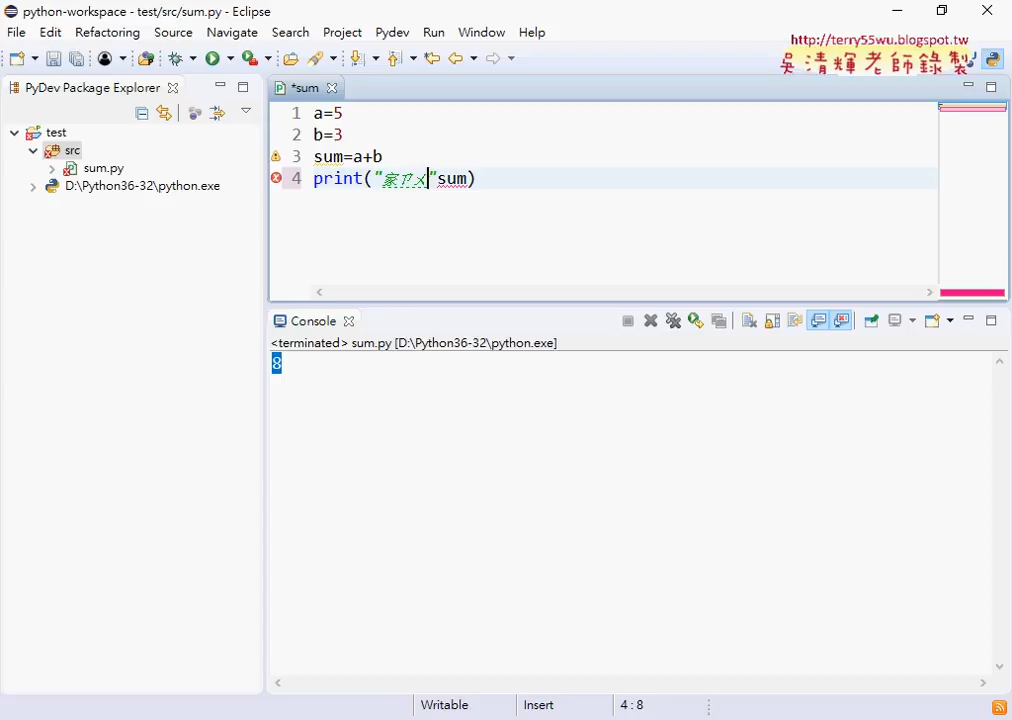 python-workspace - test/src/sum.py - Eclipse
File Edit Refactoring Source Navigate Search Project Pydev Run Window Help
http://terry55wu.blogspot.tw
吳清輝老師錄製
PyDev Package Explorer
test
src
sum.py
D:\Python36-32\python.exe
*sum
1 a=5
2 b=3
3 sum=a+b
4 print("家ㄗㄨ"sum)
Console
<terminated> sum.py [D:\Python36-32\python.exe]
8
Writable Insert 4 : 8